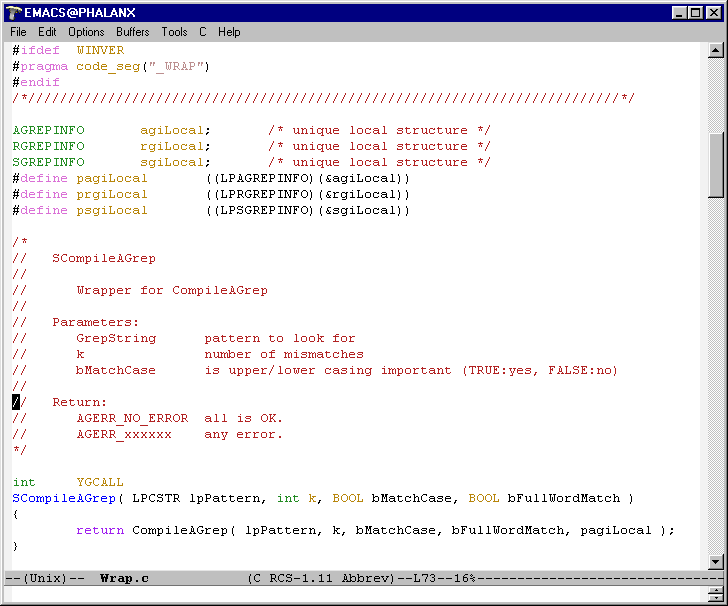 EMACS@PHALANX
File Edit Options Buffers Tools C Help
#ifdef  WINVER
#pragma code_seg("_WRAP")
#endif
/*//////////////////////////////////////////////////////////////////////////*/
AGREPINFO       agiLocal;       /* unique local structure */
RGREPINFO       rgiLocal;       /* unique local structure */
SGREPINFO       sgiLocal;       /* unique local structure */
#define pagiLocal       ((LPAGREPINFO)(&agiLocal))
#define prgiLocal       ((LPRGREPINFO)(&rgiLocal))
#define psgiLocal       ((LPSGREPINFO)(&sgiLocal))
/*
//   SCompileAGrep
//
//      Wrapper for CompileAGrep
//
//   Parameters:
//      GrepString      pattern to look for
//      k               number of mismatches
//      bMatchCase      is upper/lower casing important (TRUE:yes, FALSE:no)
//
//   Return:
//      AGERR_NO_ERROR  all is OK.
//      AGERR_xxxxxx    any error.
*/
int     YGCALL
SCompileAGrep( LPCSTR lpPattern, int k, BOOL bMatchCase, BOOL bFullWordMatch )
{
        return CompileAGrep( lpPattern, k, bMatchCase, bFullWordMatch, pagiLocal );
}
--(Unix)--  Wrap.c            (C RCS-1.11 Abbrev)--L73--16%-------------------------------